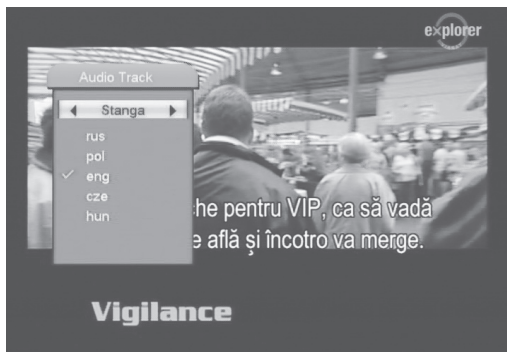 explorer
Audio Track
Stanga
rus
pol
eng
cze
hun
he pentru VIP, ca să vadă
e află şi încotro va merge.
Vigilance